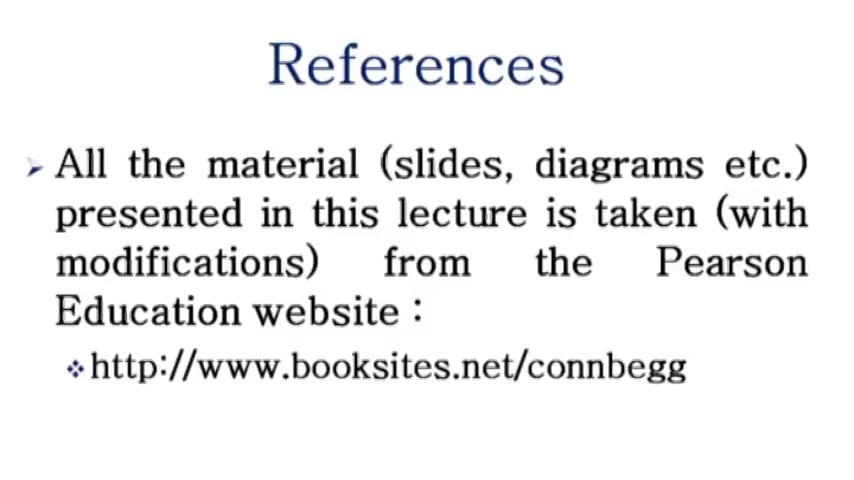 References
All the material (slides, diagrams etc.)
presented in this lecture is taken (with
modifications) from the Pearson
Education website :
http://www.booksites.net/connbegg